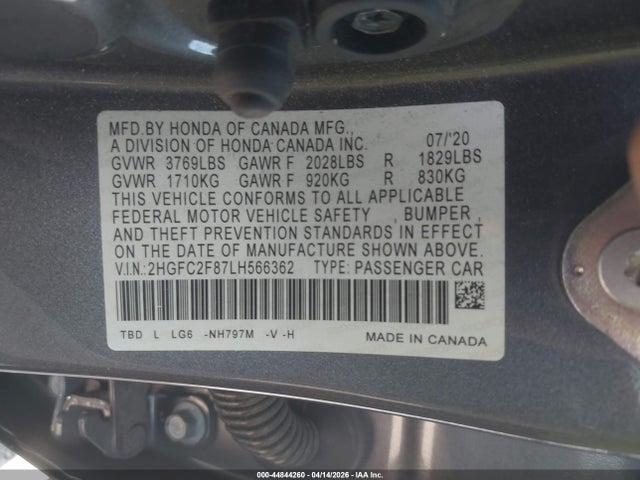 MFD.BY HONDA OF CANADA MFG.,
A DIVISION OF HONDA CANADA INC. 07/'20
GVWR 3769LBS GAWR F 2028LBS R 1829LBS
GVWR 1710KG GAWR F 920KG R 830KG
THIS VEHICLE CONFORMS TO ALL APPLICABLE
FEDERAL MOTOR VEHICLE SAFETY , BUMPER ,
AND THEFT PREVENTION STANDARDS IN EFFECT
ON THE DATE OF MANUFACTURE SHOWN ABOVE.
V.I.N.:2HGFC2F87LH566362 TYPE: PASSENGER CAR
TBD L LG6 -NH797M -V -H MADE IN CANADA
000-44844260 - 04/14/2026 - IAA Inc.